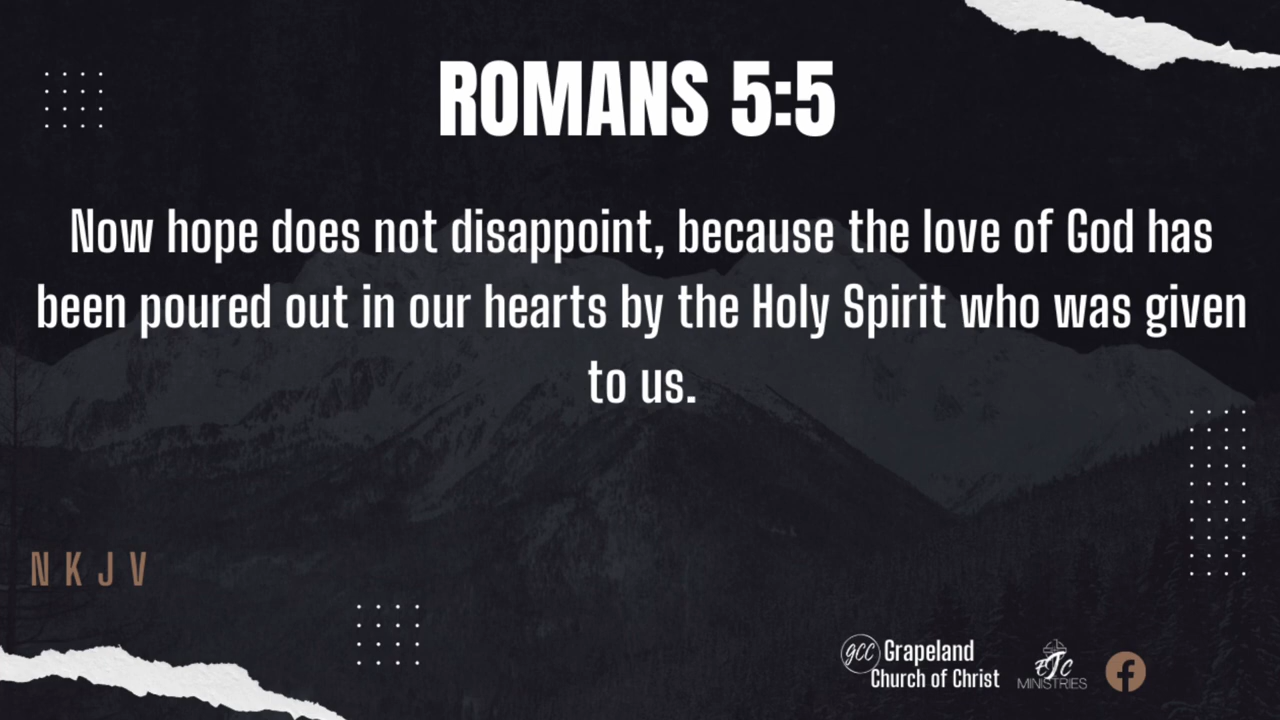 ROMANS 5:5
Now hope does not disappoint, because the love of God has
been poured out in our hearts by the Holy Spirit who was given
to us.
NKJV
gcc Grapeland
Church of Christ
ETC
MINISTRIES